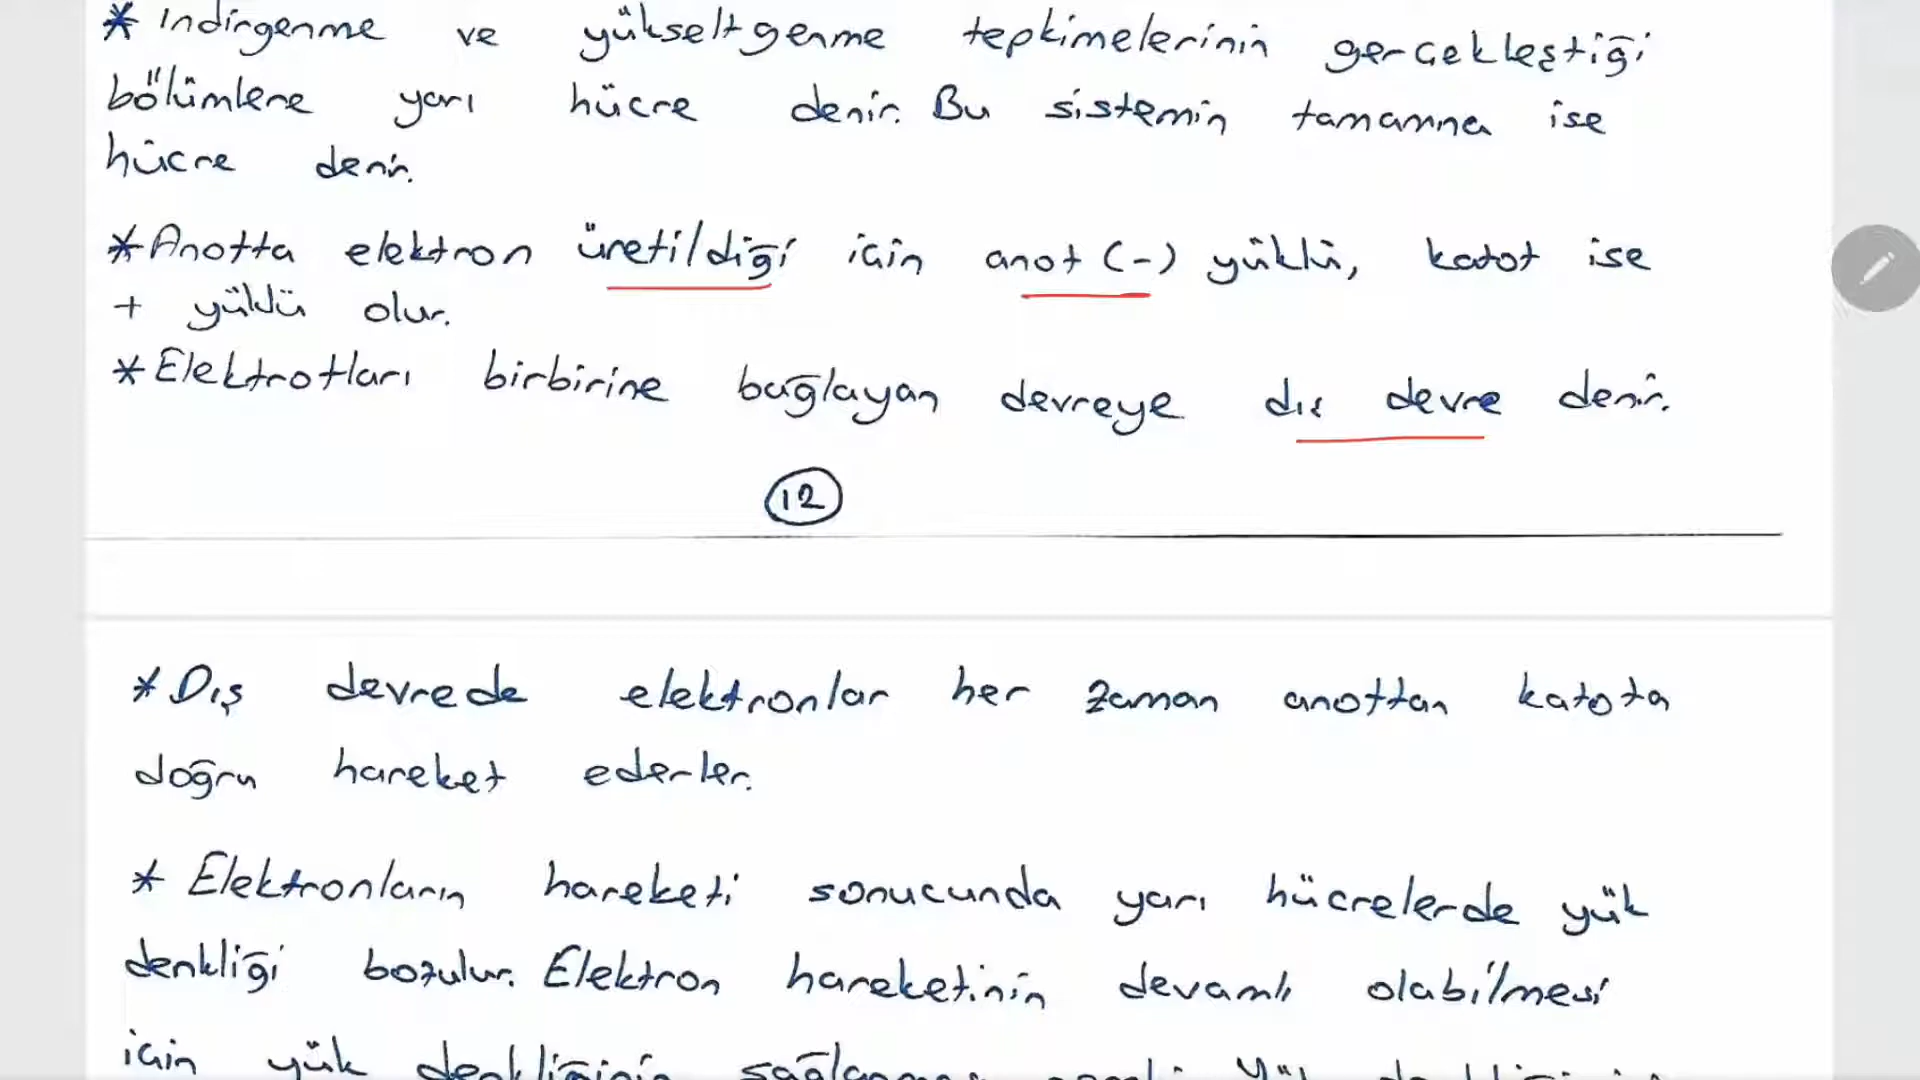 * İndirgenme ve yükseltgenme tepkimelerinin gerçekleştiği
bölümlere yarı hücre denir. Bu sistemin tamamına ise
hücre denir.
* Anotta elektron üretildiği için anot (-) yüklü, katot ise
+ yüklü olur.
* Elektrotları birbirine bağlayan devreye dış devre denir.
12
* Dış devrede elektronlar her zaman anottan katota
doğru hareket ederler.
* Elektronların hareketi sonucunda yarı hücrelerde yük
denkliği bozulur. Elektron hareketinin devamlı olabilmesi
için yük denkliğinin